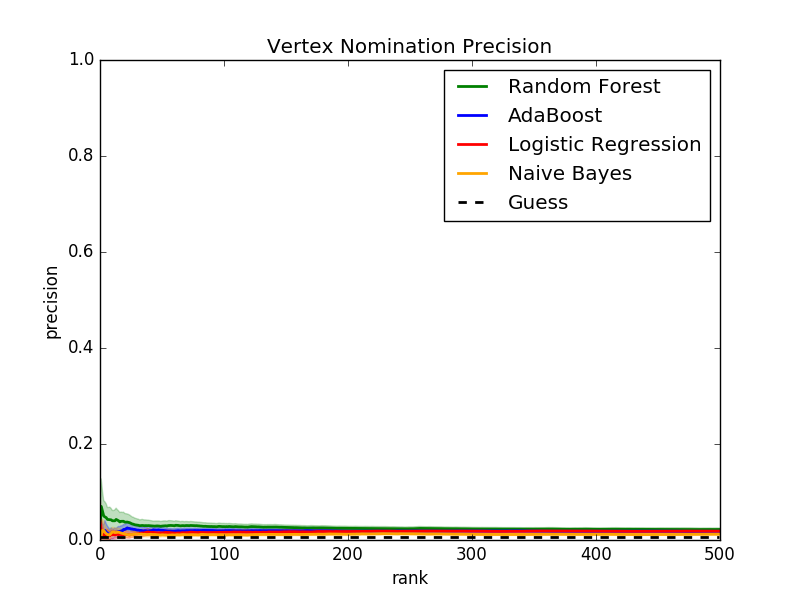 Vertex Nomination Precision
1.0
0.8
0.6
0.4
0.2
0.0
precision
Random Forest
AdaBoost
Logistic Regression
Naive Bayes
Guess
0 100 200 300 400 500
rank